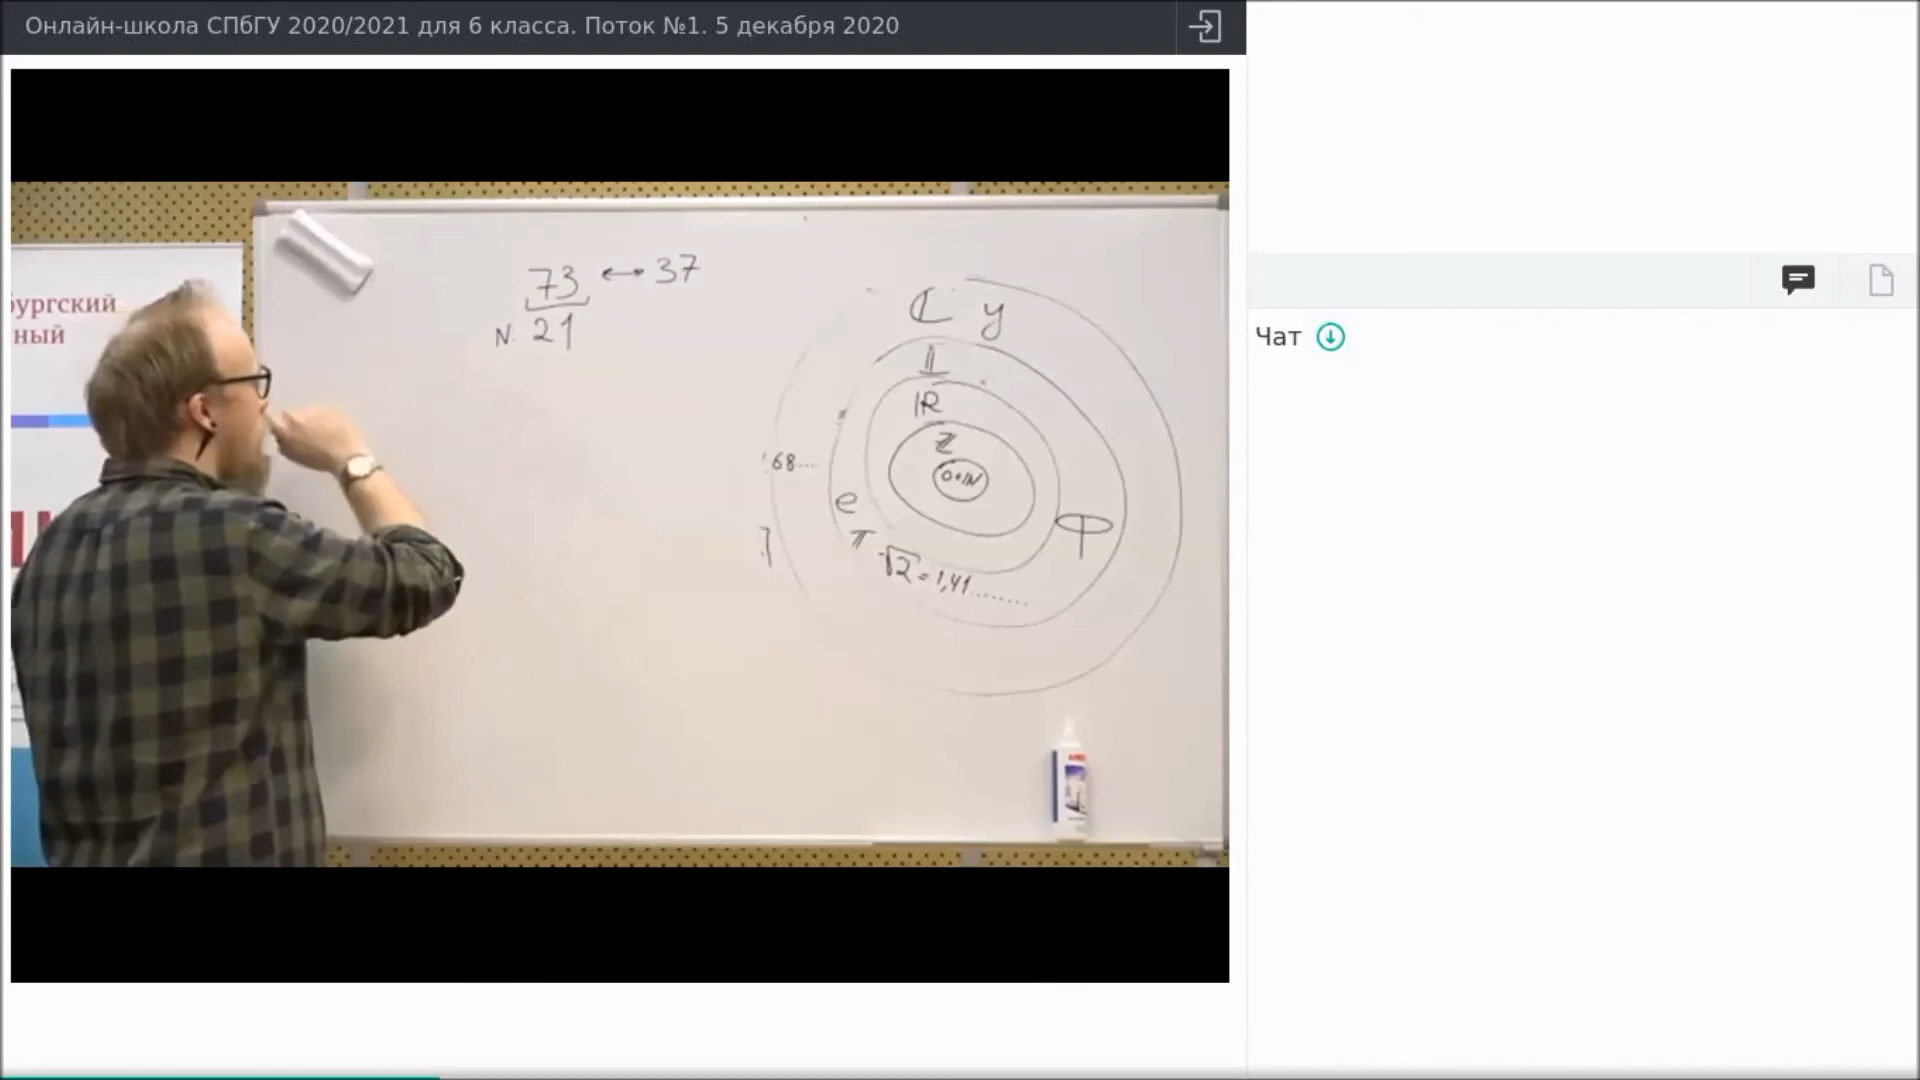 Онлайн-школа СПбГУ 2020/2021 для 6 класса. Поток №1. 5 декабря 2020
бургский
ный
73 ↔ 37
N. 21
ℂ у
𝕀
ℝ
ℤ
0+ℕ
68....
e
π
√2 = 1,41........
Φ
Чат